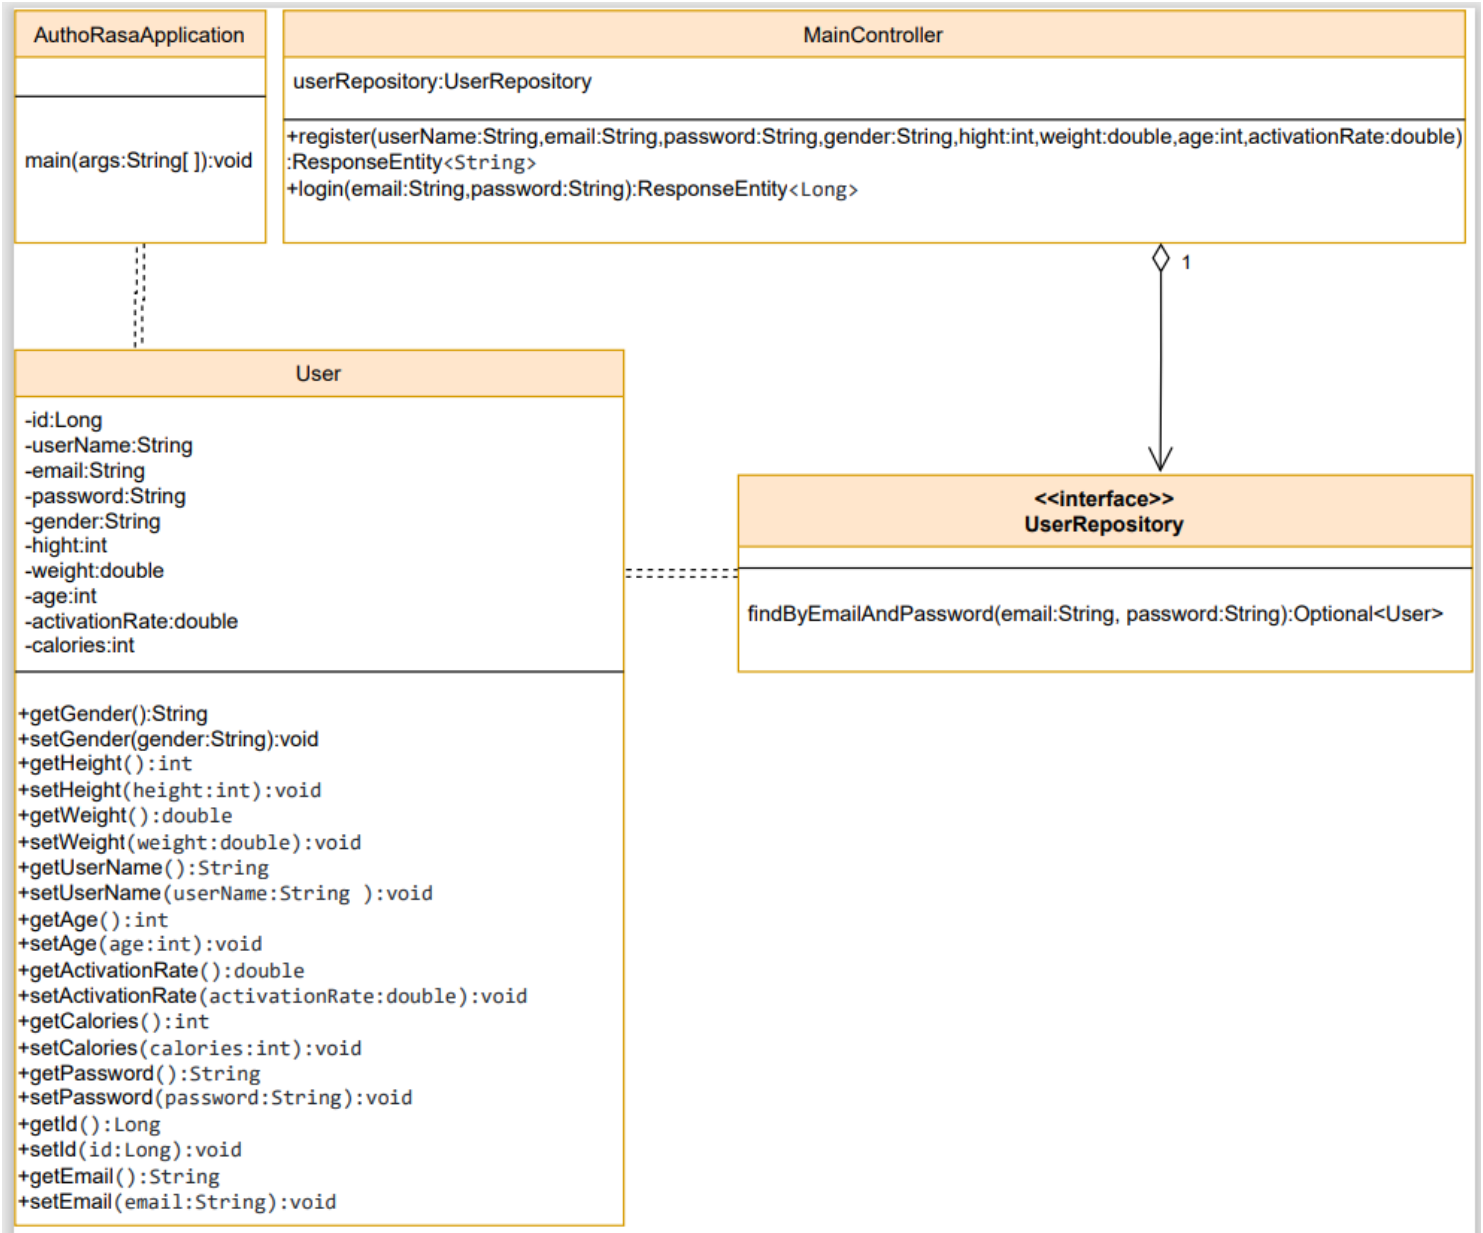 AuthoRasaApplication
main(args:String[ ]):void
MainController
userRepository:UserRepository
+register(userName:String,email:String,password:String,gender:String,hight:int,weight:double,age:int,activationRate:double)
:ResponseEntity<String>
+login(email:String,password:String):ResponseEntity<Long>
1
User
-id:Long
-userName:String
-email:String
-password:String
-gender:String
-hight:int
-weight:double
-age:int
-activationRate:double
-calories:int
+getGender():String
+setGender(gender:String):void
+getHeight():int
+setHeight(height:int):void
+getWeight():double
+setWeight(weight:double):void
+getUserName():String
+setUserName(userName:String ):void
+getAge():int
+setAge(age:int):void
+getActivationRate():double
+setActivationRate(activationRate:double):void
+getCalories():int
+setCalories(calories:int):void
+getPassword():String
+setPassword(password:String):void
+getId():Long
+setId(id:Long):void
+getEmail():String
+setEmail(email:String):void
<<interface>>
UserRepository
findByEmailAndPassword(email:String, password:String):Optional<User>